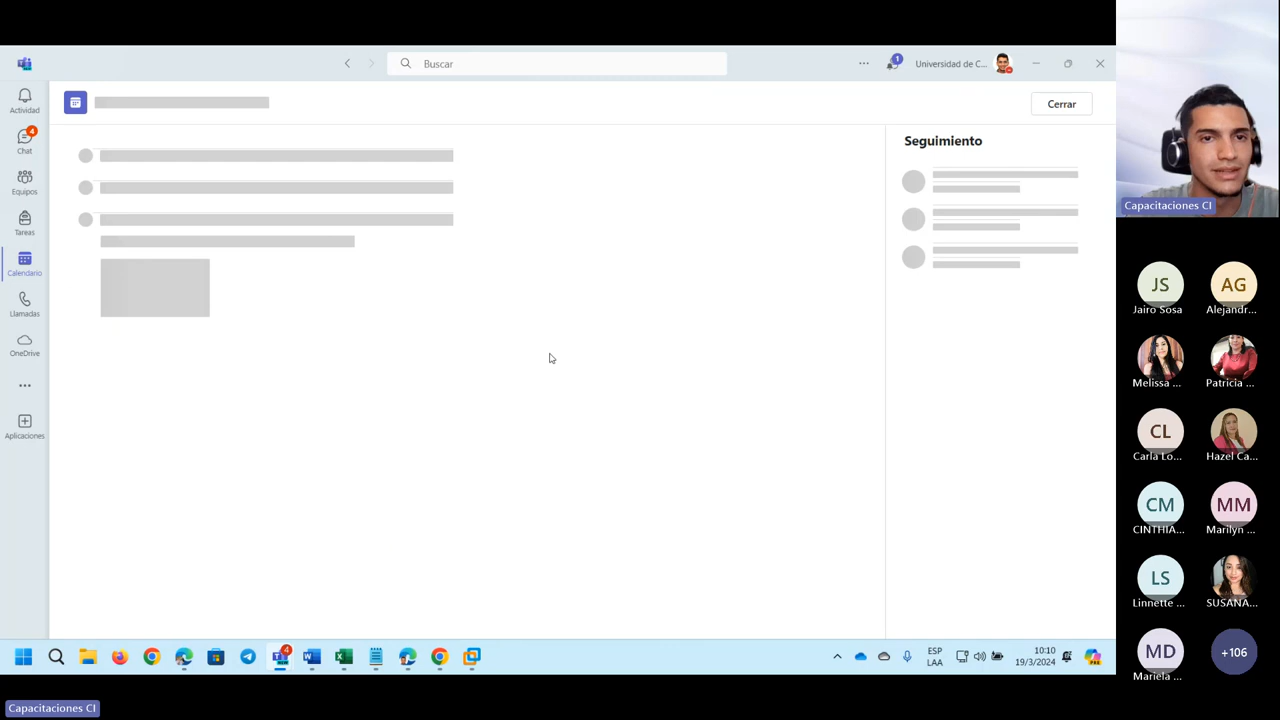 Buscar
1
Universidad de C...
Actividad
4
Chat
Equipos
Tareas
Calendario
Llamadas
OneDrive
Aplicaciones
Cerrar
Seguimiento
Capacitaciones CI
JS
Jairo Sosa
AG
Alejandr...
Melissa ...
Patricia ...
CL
Carla Lo...
Hazel Ca...
CM
CINTHIA...
MM
Marilyn ...
LS
Linnette ...
SUSANA...
MD
Mariela ...
+106
4
ESP
LAA
10:10
19/3/2024
Capacitaciones CI